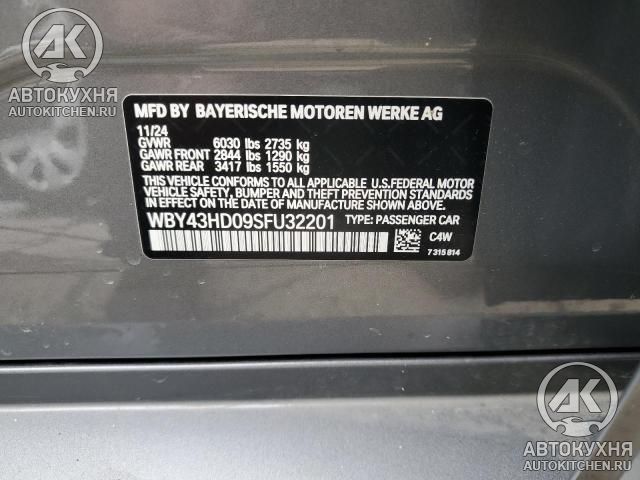 AK
АВТОКУХНЯ
AUTOKITCHEN.RU
MFD BY BAYERISCHE MOTOREN WERKE AG
11/24
GVWR 6030 lbs 2735 kg
GAWR FRONT 2844 lbs 1290 kg
GAWR REAR 3417 lbs 1550 kg
THIS VEHICLE CONFORMS TO ALL APPLICABLE U.S.FEDERAL MOTOR
VEHICLE SAFETY, BUMPER AND THEFT PREVENTION STANDARDS
IN EFFECT ON THE DATE OF MANUFACTURE SHOWN ABOVE.
WBY43HD09SFU32201 TYPE: PASSENGER CAR
C4W
7 315 814
AK
АВТОКУХНЯ
AUTOKITCHEN.RU